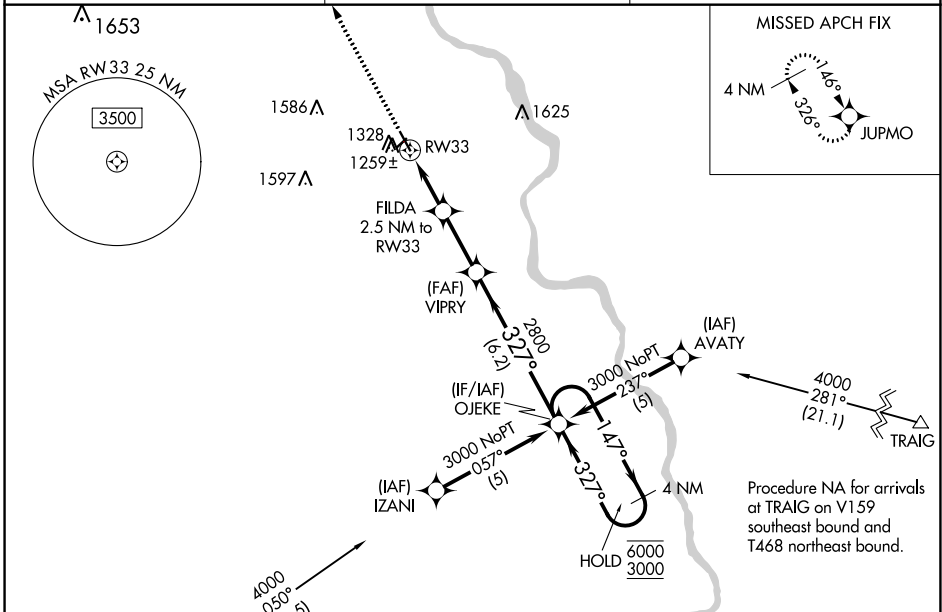 1653
MSA RW33 25 NM
3500
1586
1328
1259±
RW33
1597
1625
MISSED APCH FIX
4 NM
146°
326°
JUPMO
FILDA
2.5 NM to
RW33
(FAF)
VIPRY
2800
327°
(6.2)
(IAF)
AVATY
3000 NoPT
237°
(5)
(IF/IAF)
OJEKE
4000
281°
(21.1)
TRAIG
3000 NoPT
057°
(5)
(IAF)
IZANI
147°
327°
4 NM
HOLD
6000
3000
Procedure NA for arrivals
at TRAIG on V159
southeast bound and
T468 northeast bound.
4000
050°